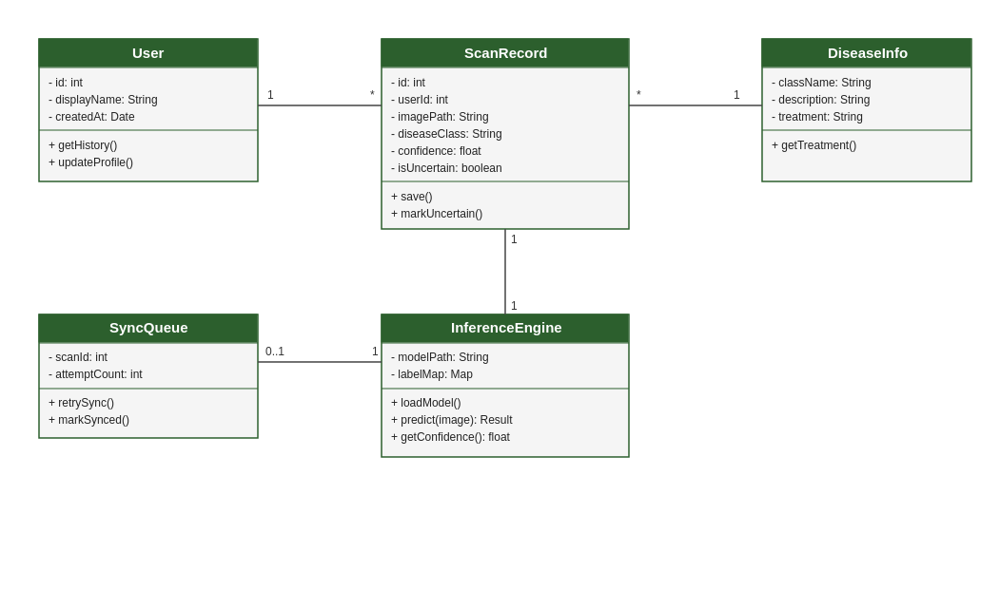 User
- id: int
- displayName: String
- createdAt: Date
+ getHistory()
+ updateProfile()
1
*
ScanRecord
- id: int
- userId: int
- imagePath: String
- diseaseClass: String
- confidence: float
- isUncertain: boolean
+ save()
+ markUncertain()
*
1
DiseaseInfo
- className: String
- description: String
- treatment: String
+ getTreatment()
1
1
SyncQueue
- scanId: int
- attemptCount: int
+ retrySync()
+ markSynced()
0..1
1
InferenceEngine
- modelPath: String
- labelMap: Map
+ loadModel()
+ predict(image): Result
+ getConfidence(): float